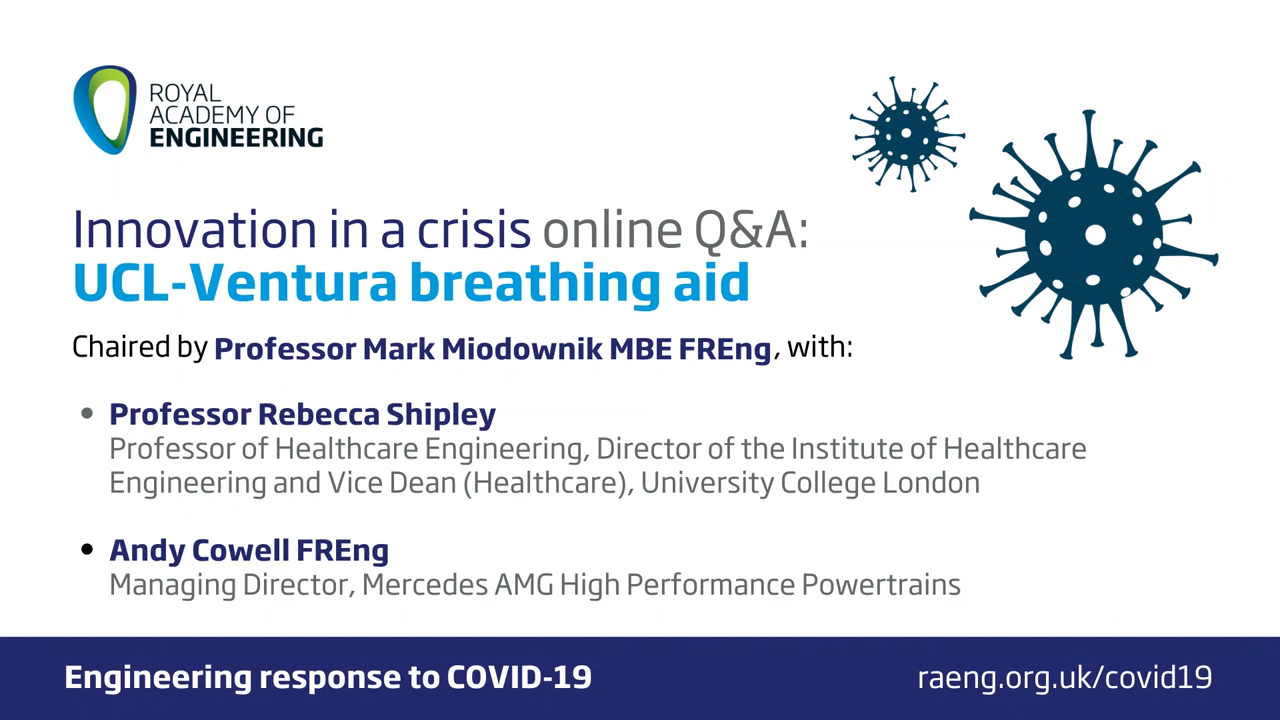 ROYAL
ACADEMY OF
ENGINEERING
Innovation in a crisis online Q&A:
UCL-Ventura breathing aid
Chaired by Professor Mark Miodownik MBE FREng, with:
• Professor Rebecca Shipley
Professor of Healthcare Engineering, Director of the Institute of Healthcare
Engineering and Vice Dean (Healthcare), University College London
• Andy Cowell FREng
Managing Director, Mercedes AMG High Performance Powertrains
Engineering response to COVID-19
raeng.org.uk/covid19